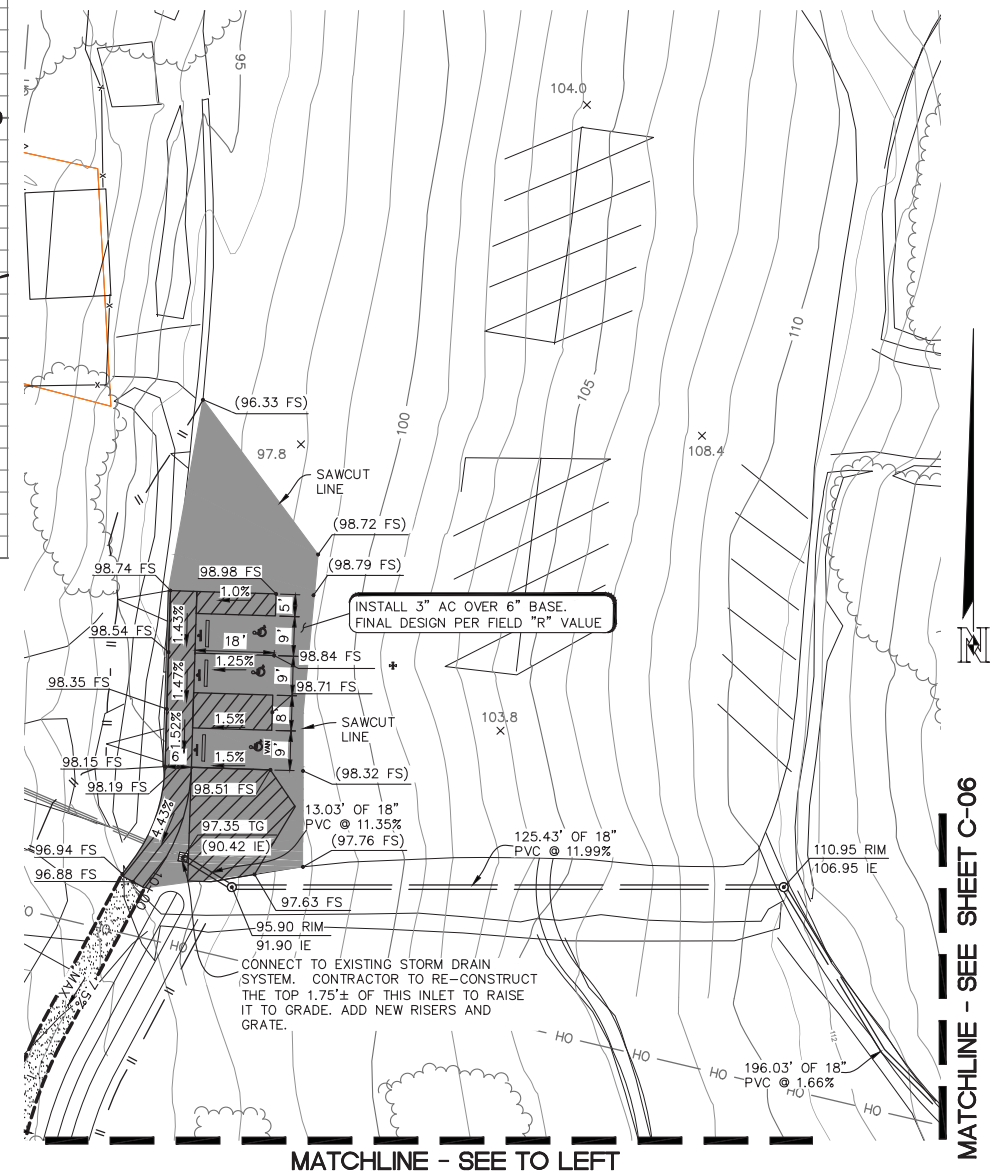 95
104.0
110
105
100
(96.33 FS)
97.8
108.4
SAWCUT
LINE
(98.72 FS)
98.74 FS
98.98 FS
(98.79 FS)
1.0%
5'
INSTALL 3" AC OVER 6" BASE.
FINAL DESIGN PER FIELD "R" VALUE
1.43%
98.54 FS
18'
9'
1.25%
98.84 FS
1.47%
9'
98.35 FS
98.71 FS
8'
1.5%
SAWCUT
LINE
103.8
1.52%
VAN
9'
98.15 FS
6'
1.5%
(98.32 FS)
98.19 FS
98.51 FS
4.43%
13.03' OF 18"
PVC @ 11.35%
97.35 TG
(90.42 IE)
(97.76 FS)
125.43' OF 18"
PVC @ 11.99%
96.94 FS
96.88 FS
110.95 RIM
106.95 IE
97.63 FS
95.90 RIM
91.90 IE
HO
HO
CONNECT TO EXISTING STORM DRAIN
SYSTEM. CONTRACTOR TO RE-CONSTRUCT
THE TOP 1.75'± OF THIS INLET TO RAISE
IT TO GRADE. ADD NEW RISERS AND
GRATE.
7.5%
MAX
HO
HO
HO
HO
HO
112
196.03' OF 18"
PVC @ 1.66%
N
MATCHLINE - SEE SHEET C-06
MATCHLINE - SEE TO LEFT